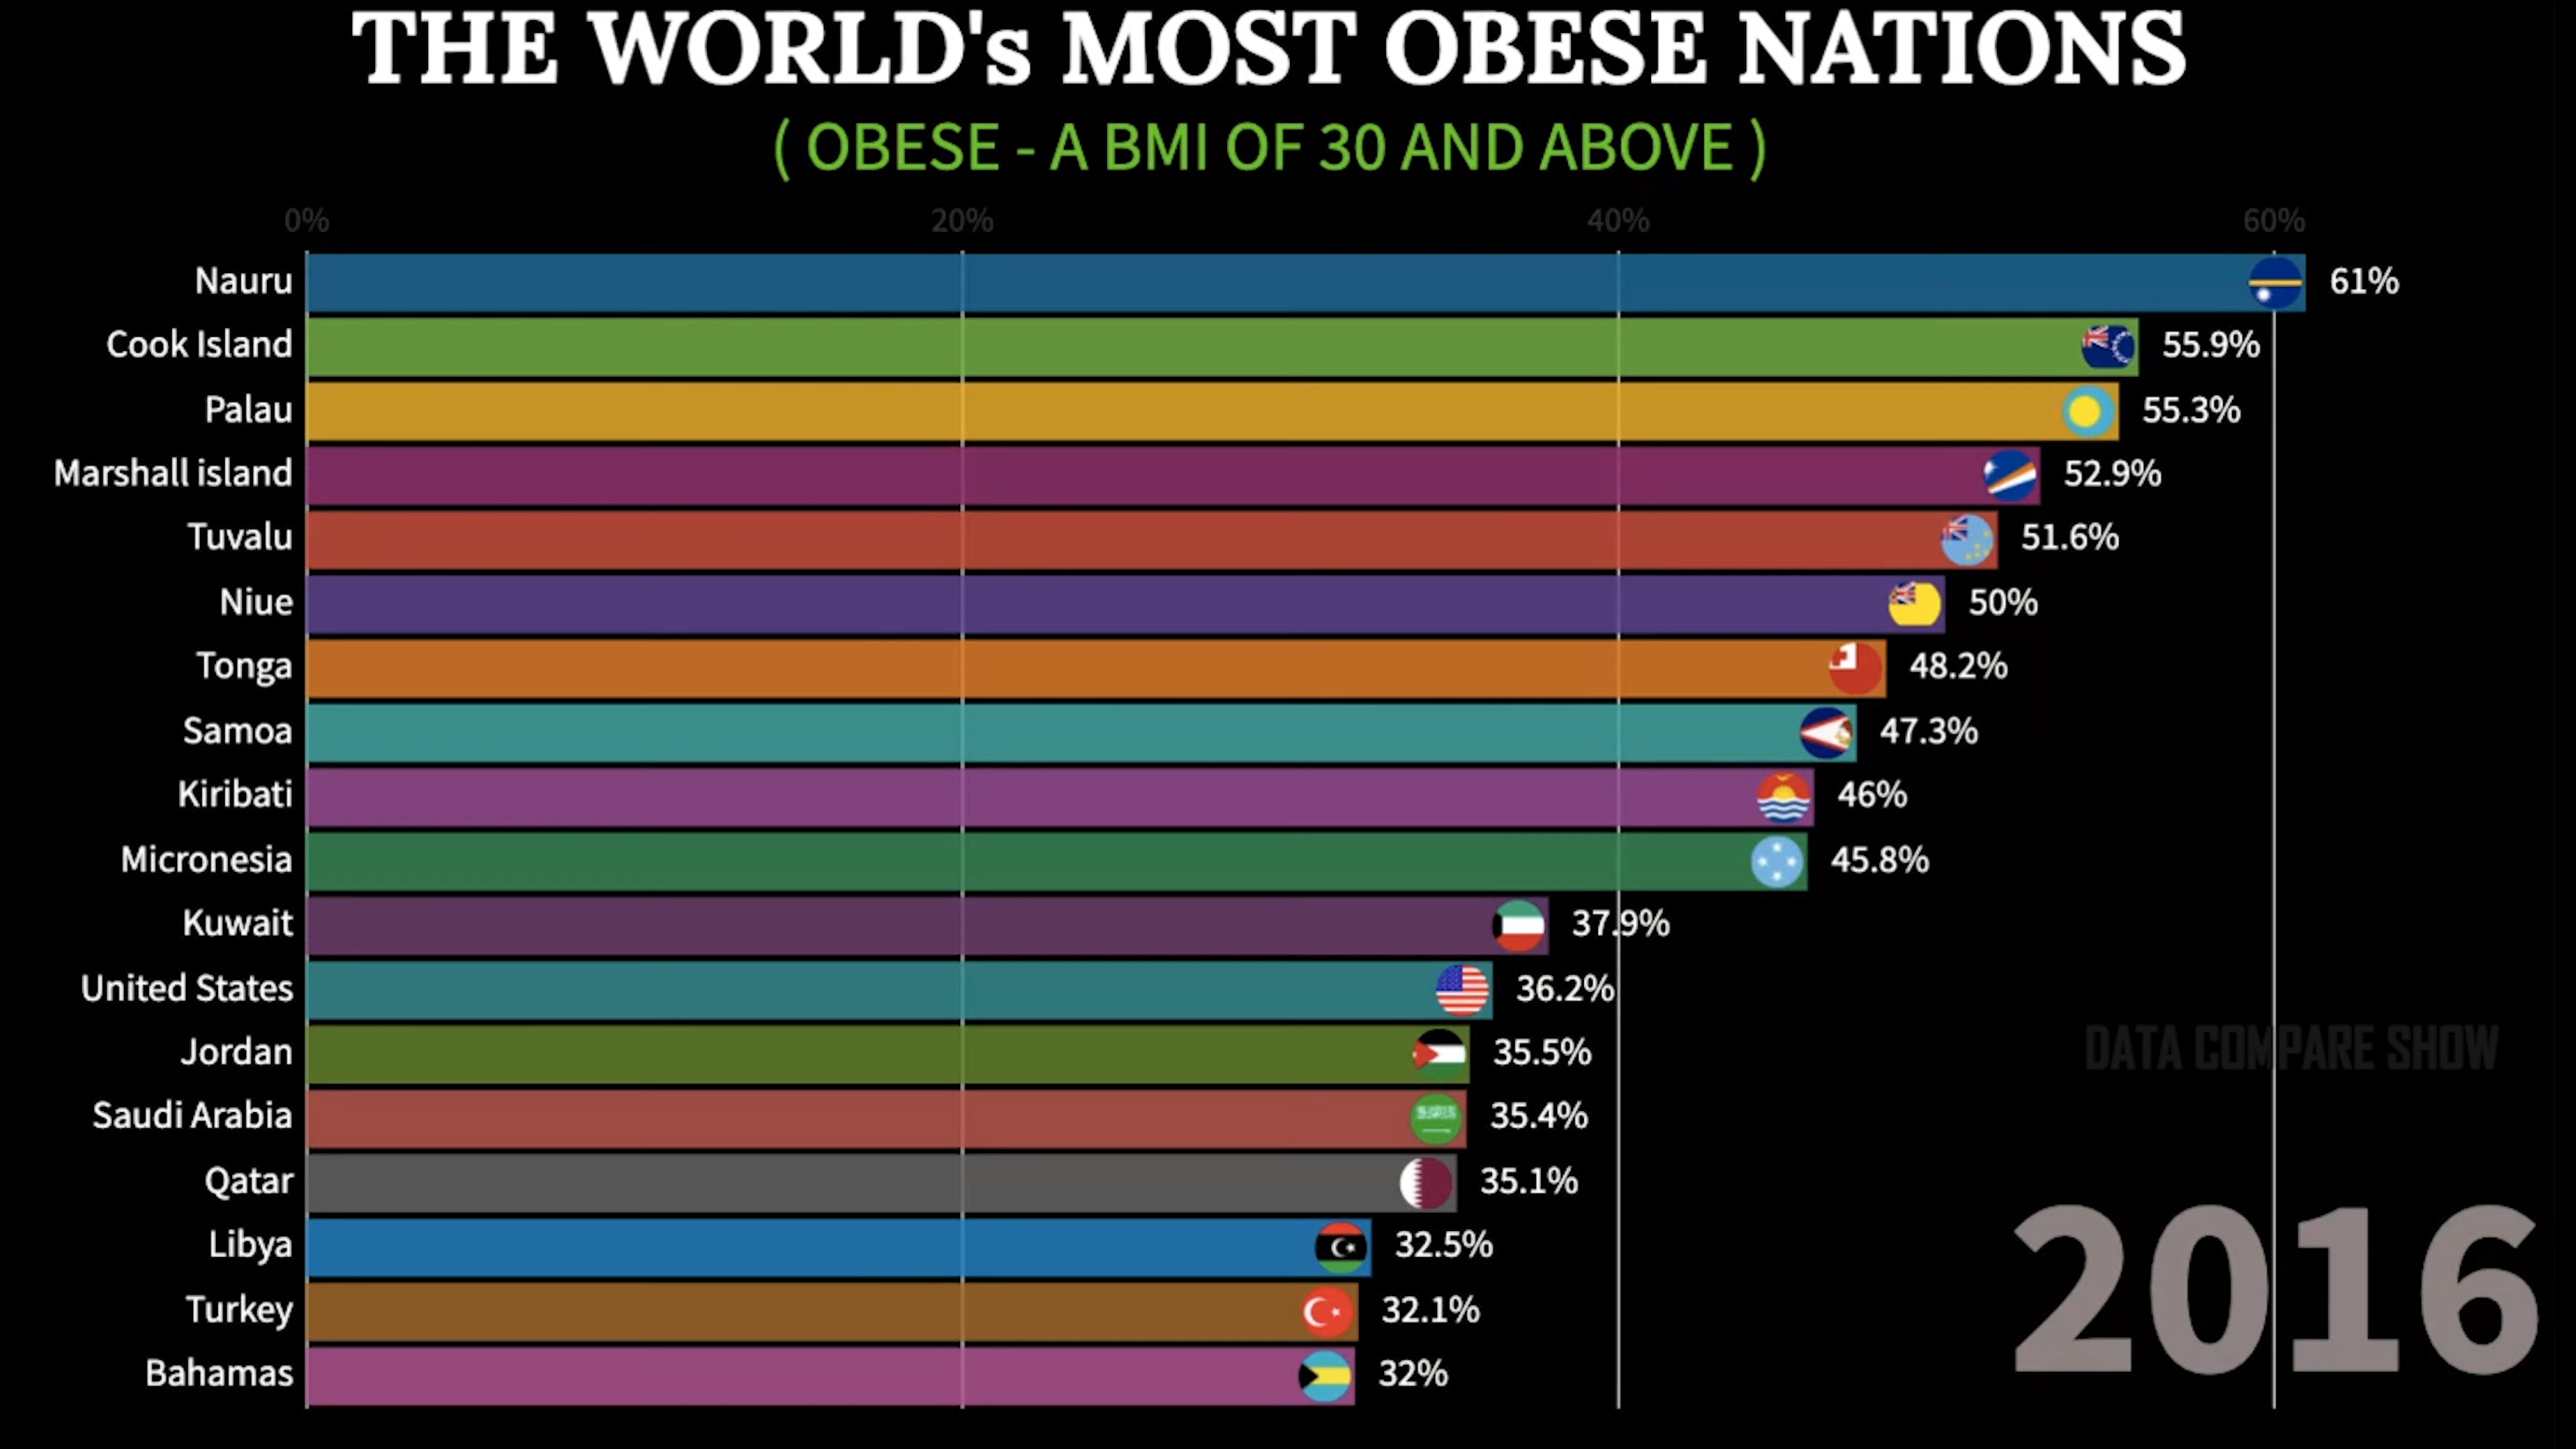 THE WORLD's MOST OBESE NATIONS
( OBESE - A BMI OF 30 AND ABOVE )
0% 20% 40% 60%
Nauru 61%
Cook Island 55.9%
Palau 55.3%
Marshall island 52.9%
Tuvalu 51.6%
Niue 50%
Tonga 48.2%
Samoa 47.3%
Kiribati 46%
Micronesia 45.8%
Kuwait 37.9%
United States 36.2%
Jordan 35.5%
DATA COMPARE SHOW
Saudi Arabia 35.4%
Qatar 35.1%
Libya 32.5%
Turkey 32.1%
2016
Bahamas 32%